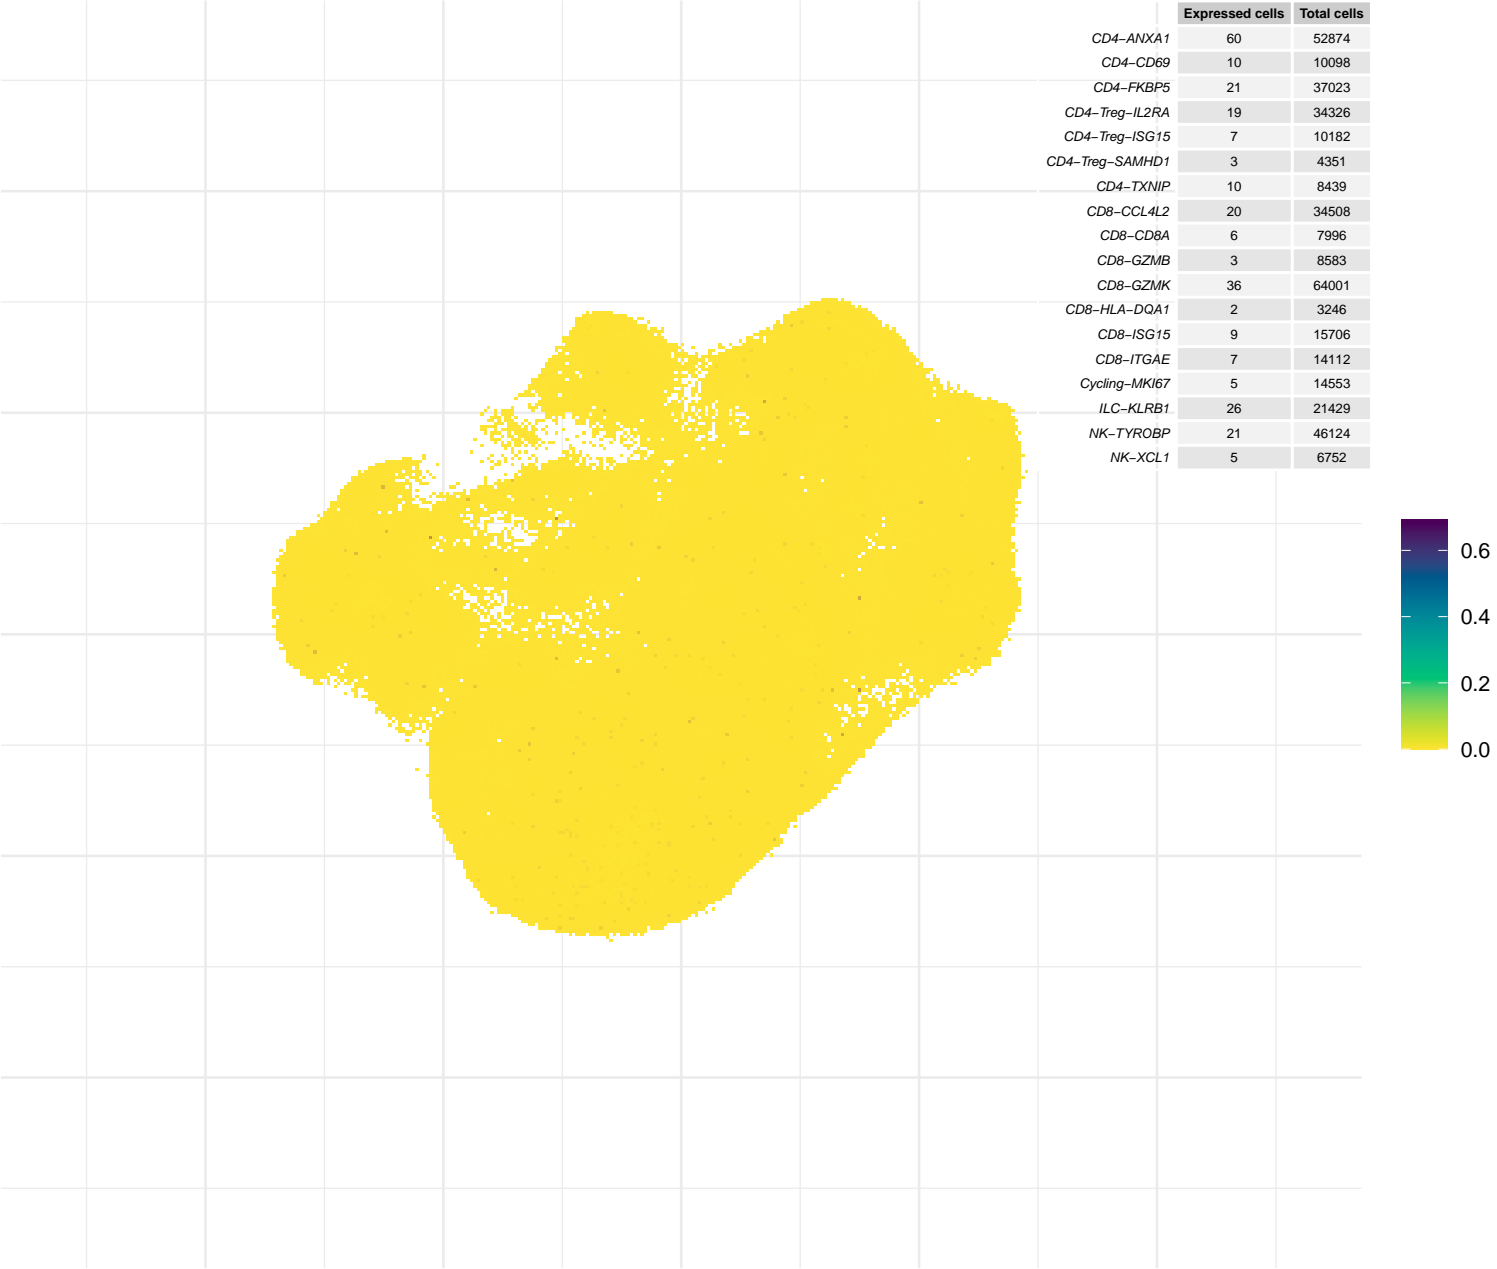 Expressed cells Total cells
CD4−ANXA1 60 52874
CD4−CD69 10 10098
CD4−FKBP5 21 37023
CD4−Treg−IL2RA 19 34326
CD4−Treg−ISG15 7 10182
CD4−Treg−SAMHD1 3 4351
CD4−TXNIP 10 8439
CD8−CCL4L2 20 34508
CD8−CD8A 6 7996
CD8−GZMB 3 8583
CD8−GZMK 36 64001
CD8−HLA−DQA1 2 3246
CD8−ISG15 9 15706
CD8−ITGAE 7 14112
Cycling−MKI67 5 14553
ILC−KLRB1 26 21429
NK−TYROBP 21 46124
NK−XCL1 5 6752
0.6
0.4
0.2
0.0